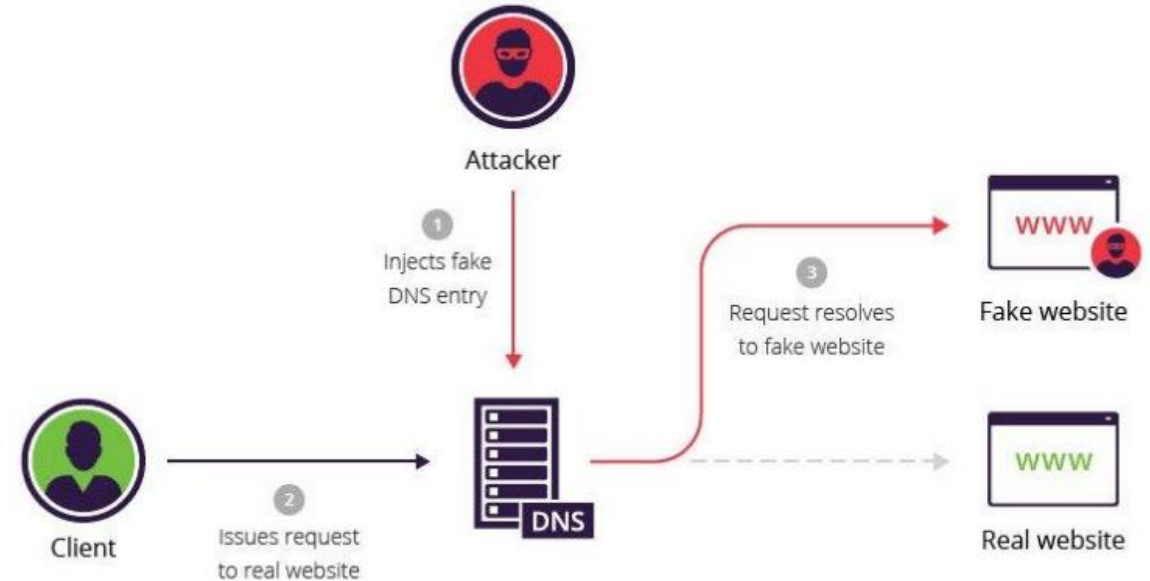 Attacker
1
Injects fake
DNS entry
www
3
Request resolves
to fake website
Fake website
DNS
www
Client
2
Issues request
to real website
Real website